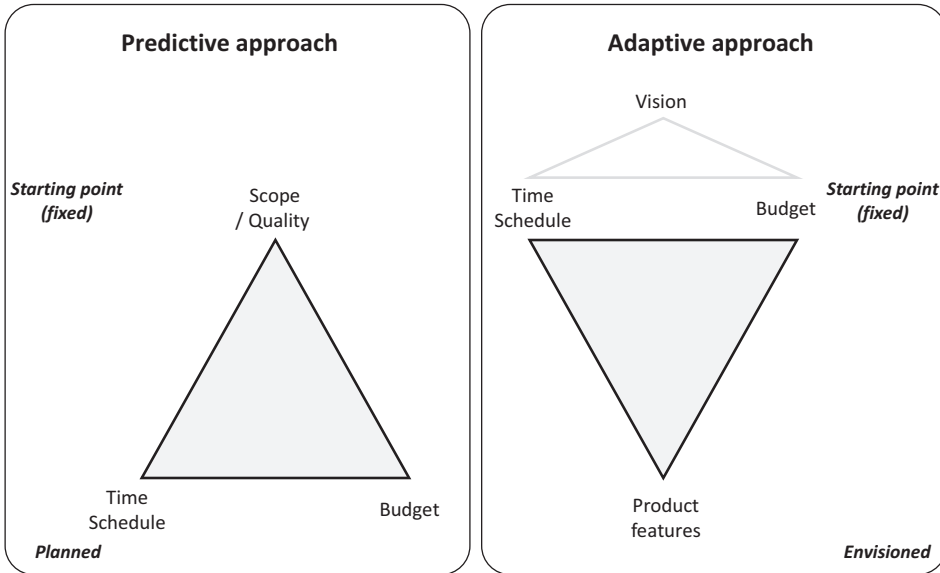 Predictive approach
Starting point
(fixed)
Scope
/ Quality
Time
Schedule
Budget
Planned
Adaptive approach
Vision
Time
Schedule
Budget
Starting point
(fixed)
Product
features
Envisioned